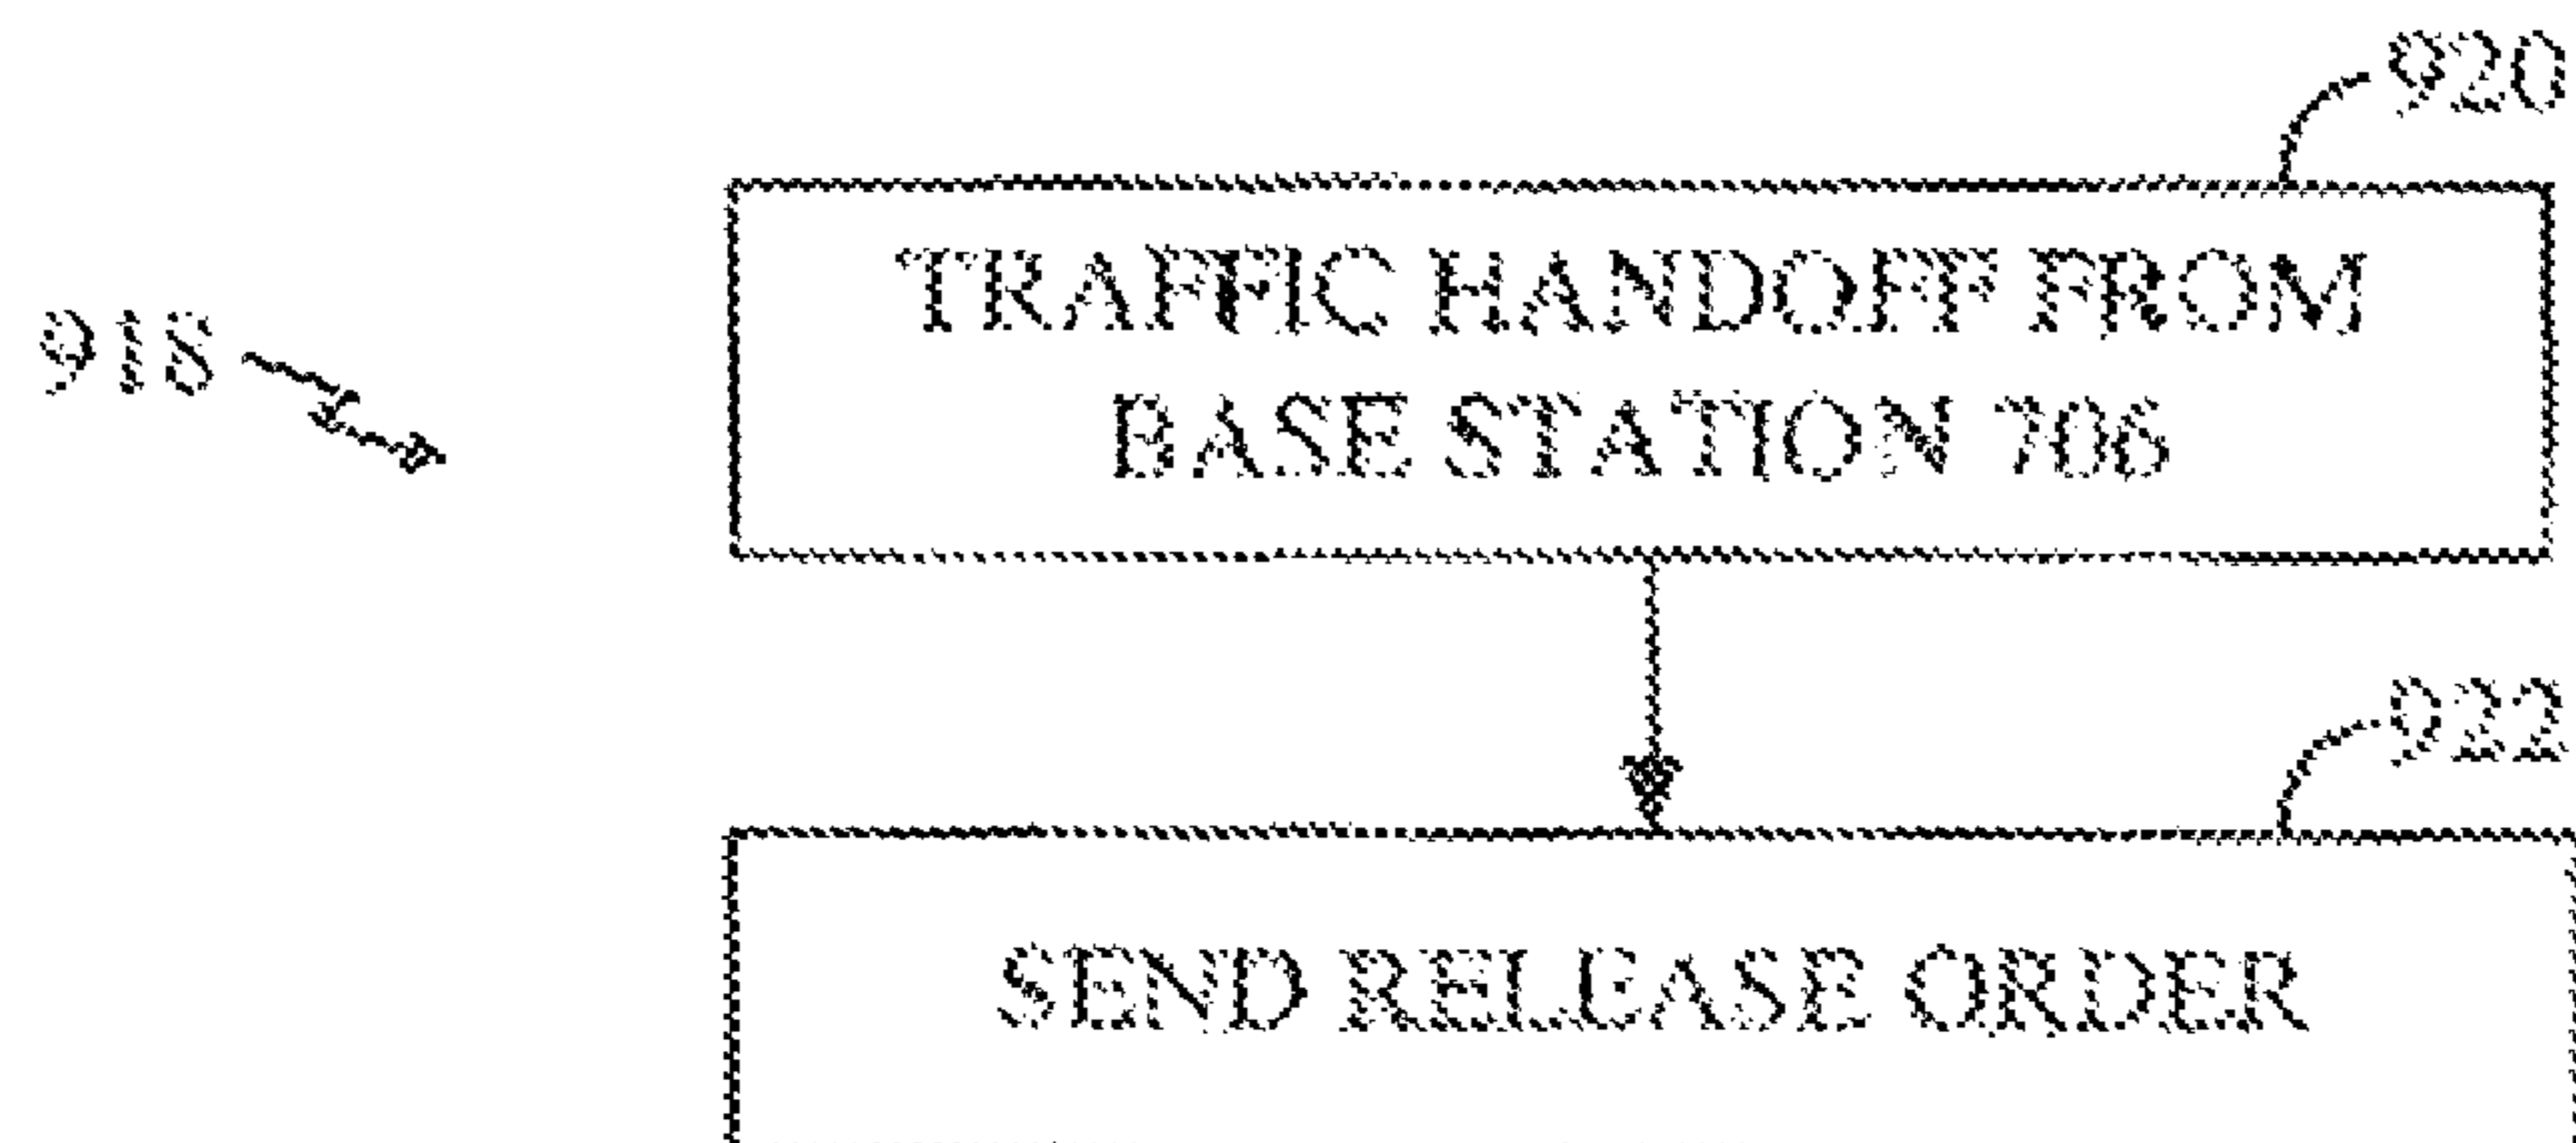 920
TRAFFIC HANDOFF FROM
918
BASE STATION 706
922
SEND RELEASE ORDER